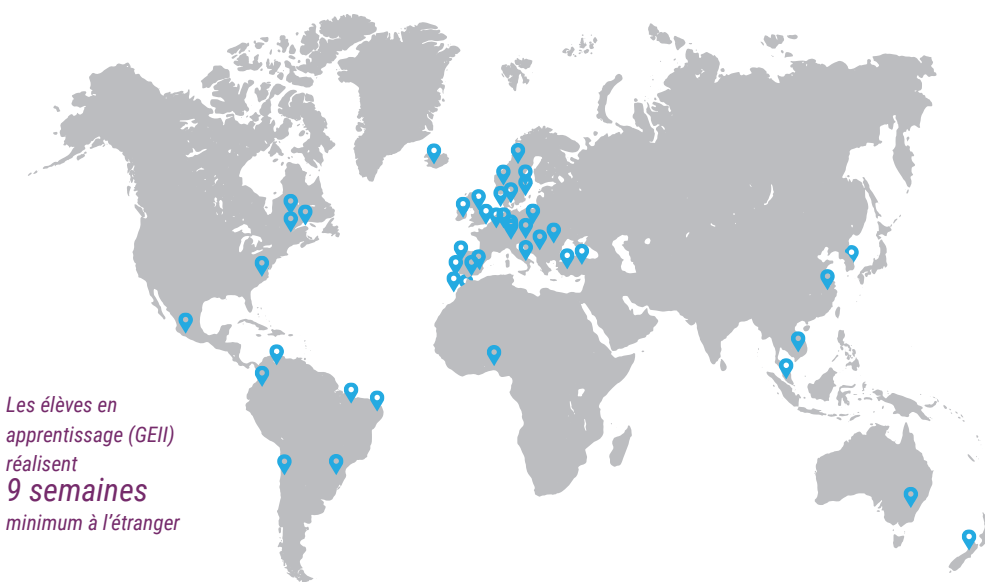 Les élèves en
apprentissage (GEII)
réalisent
9 semaines
minimum à l'étranger